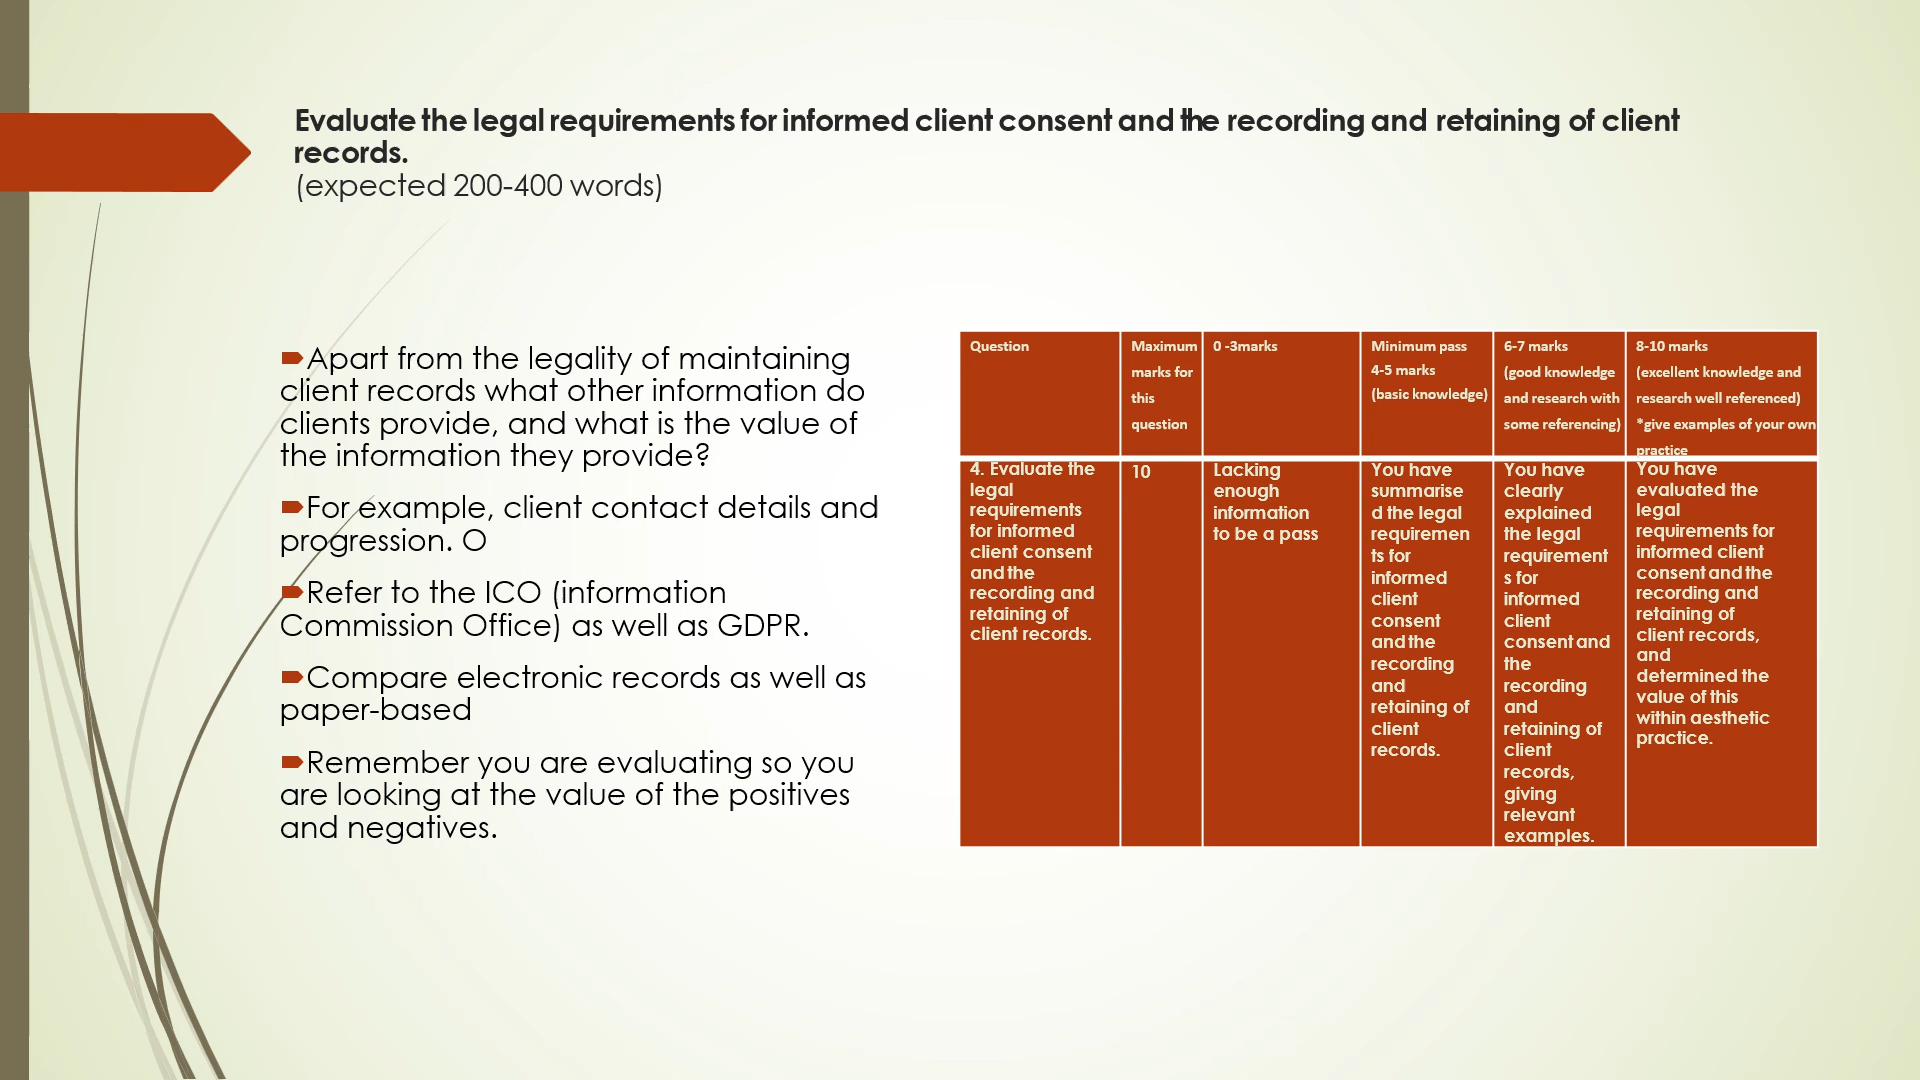 Evaluate the legal requirements for informed client consent and the recording and retaining of client
records.
(expected 200-400 words)
Apart from the legality of maintaining
client records what other information do
clients provide, and what is the value of
the information they provide?
For example, client contact details and
progression. O
Refer to the ICO (information
Commission Office) as well as GDPR.
Compare electronic records as well as
paper-based
Remember you are evaluating so you
are looking at the value of the positives
and negatives.
Question
Maximum
marks for
this
question
0 -3marks
Minimum pass
4-5 marks
(basic knowledge)
6-7 marks
(good knowledge
and research with
some referencing)
8-10 marks
(excellent knowledge and
research well referenced)
*give examples of your own
practice
4. Evaluate the
legal
requirements
for informed
client consent
and the
recording and
retaining of
client records.
10
Lacking
enough
information
to be a pass
You have
summarise
d the legal
requiremen
ts for
informed
client
consent
and the
recording
and
retaining of
client
records.
You have
clearly
explained
the legal
requirement
s for
informed
client
consent and
the
recording
and
retaining of
client
records,
giving
relevant
examples.
You have
evaluated the
legal
requirements for
informed client
consent and the
recording and
retaining of
client records,
and
determined the
value of this
within aesthetic
practice.